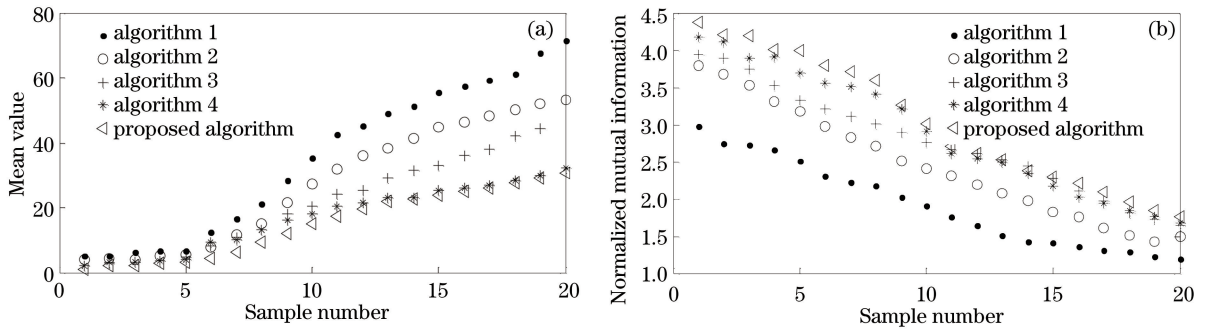 80
60
40
20
0
Mean value
0
5
10
15
20
Sample number
(a)
algorithm 1
algorithm 2
algorithm 3
algorithm 4
proposed algorithm
4.5
4.0
3.5
3.0
2.5
2.0
1.5
1.0
Normalized mutual information
0
5
10
15
20
Sample number
(b)
algorithm 1
algorithm 2
algorithm 3
algorithm 4
proposed algorithm